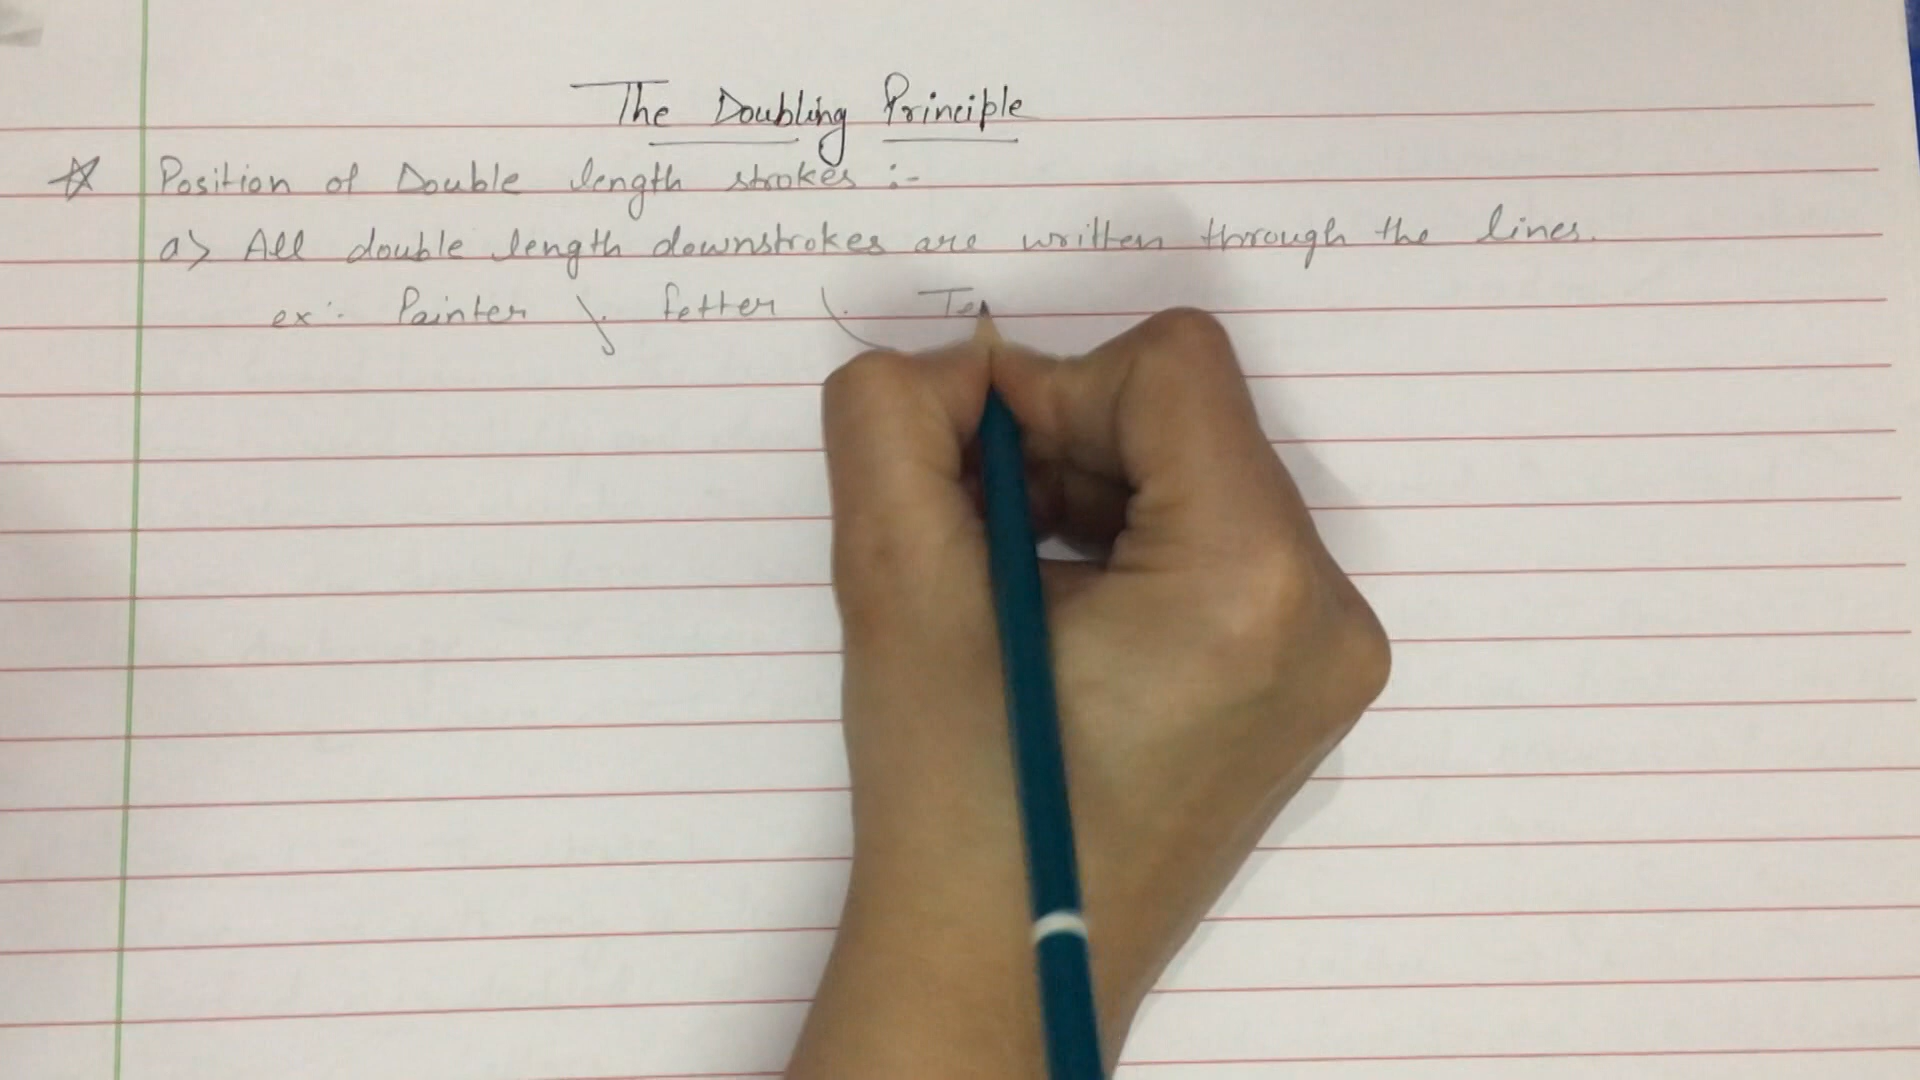 The Doubling Principle
☆ Position of Double length strokes :-
a) All double length downstrokes are written through the lines.
ex:- Painter fetter Te